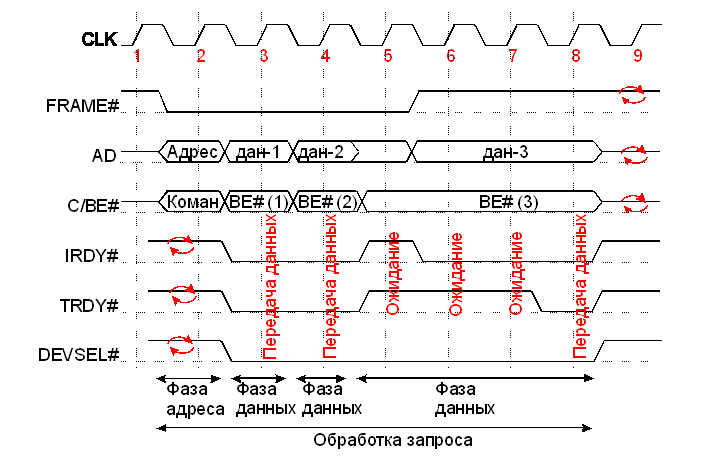 CLK
1 2 3 4 5 6 7 8 9
FRAME#
AD
Адрес дан-1 дан-2 дан-3
C/BE#
Коман BE# (1) BE# (2) BE# (3)
IRDY#
TRDY#
DEVSEL#
Передача данных
Передача данных
Ожидание
Ожидание
Ожидание
Передача данных
Фаза Фаза Фаза Фаза
адреса данных данных данных
Обработка запроса